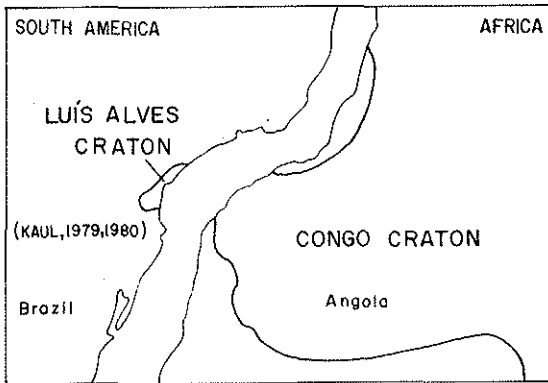 SOUTH AMERICA
AFRICA
LUÍS ALVES
CRATON
(KAUL,1979,1980)
CONGO CRATON
Brazil
Angola